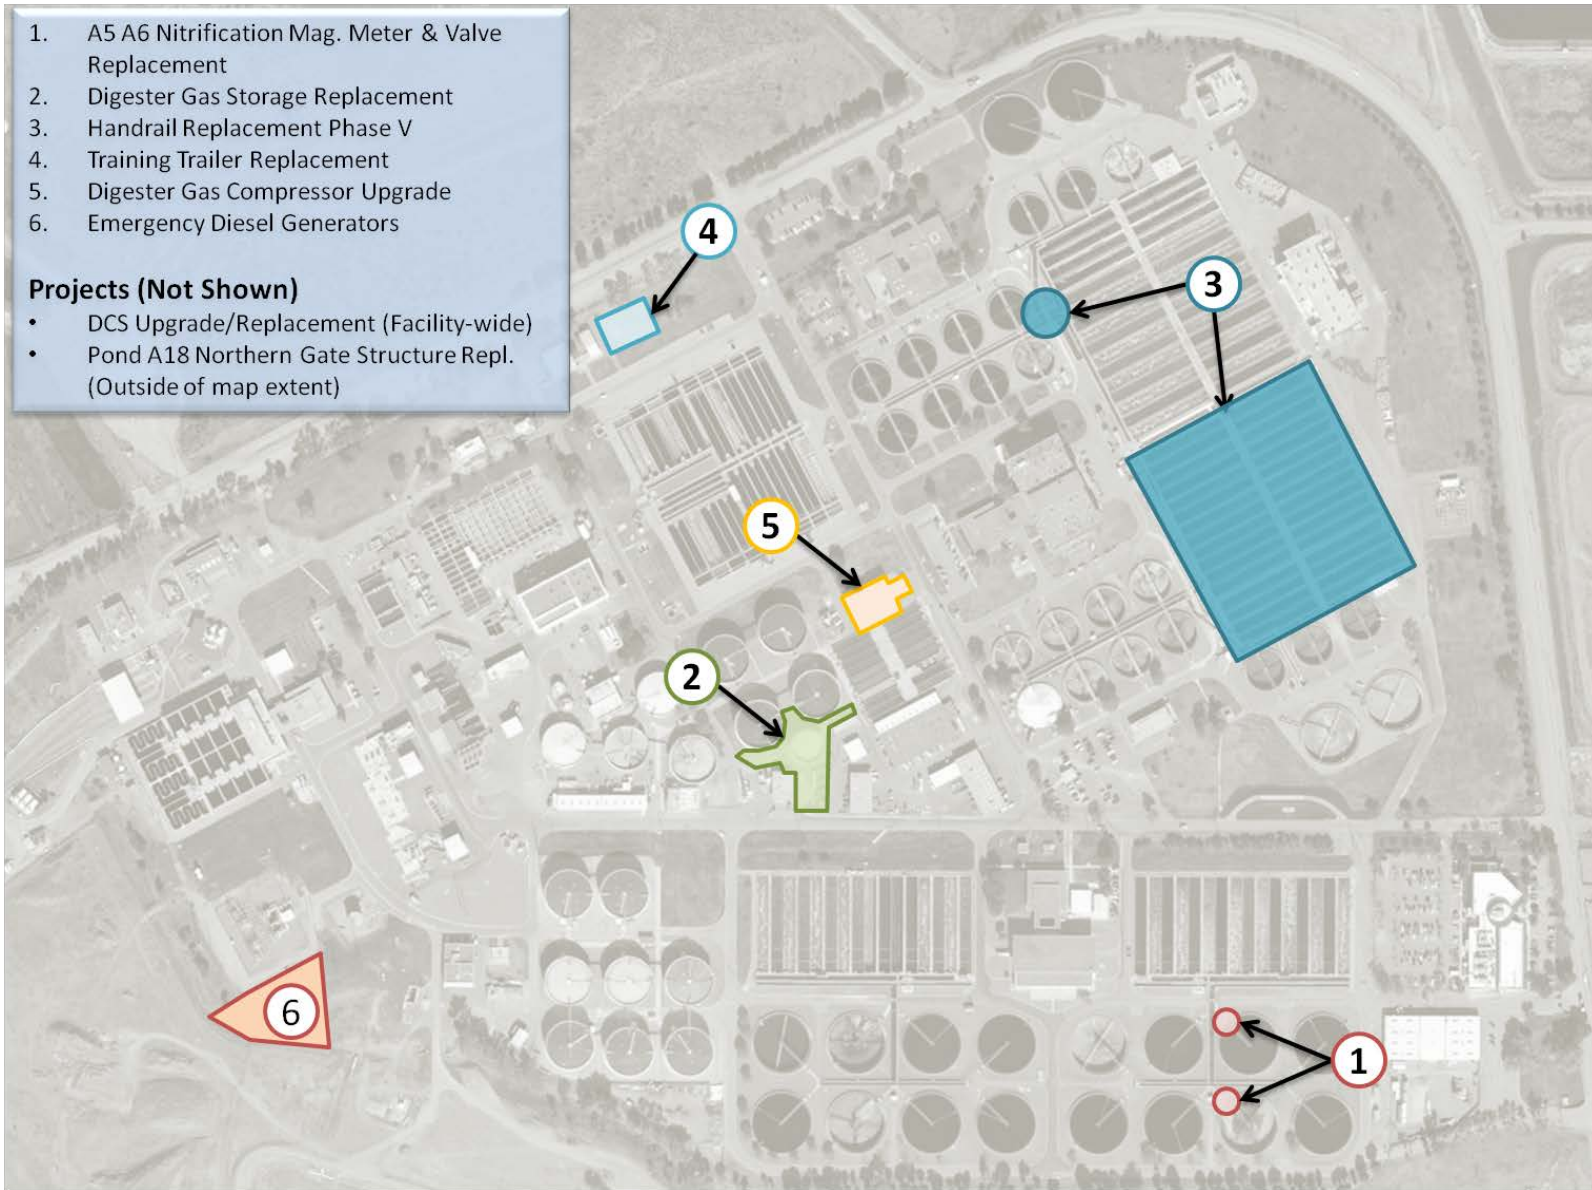 1. A5 A6 Nitrification Mag. Meter & Valve
Replacement
2. Digester Gas Storage Replacement
3. Handrail Replacement Phase V
4. Training Trailer Replacement
5. Digester Gas Compressor Upgrade
6. Emergency Diesel Generators
Projects (Not Shown)
• DCS Upgrade/Replacement (Facility-wide)
• Pond A18 Northern Gate Structure Repl.
(Outside of map extent)
4
3
5
2
6
1